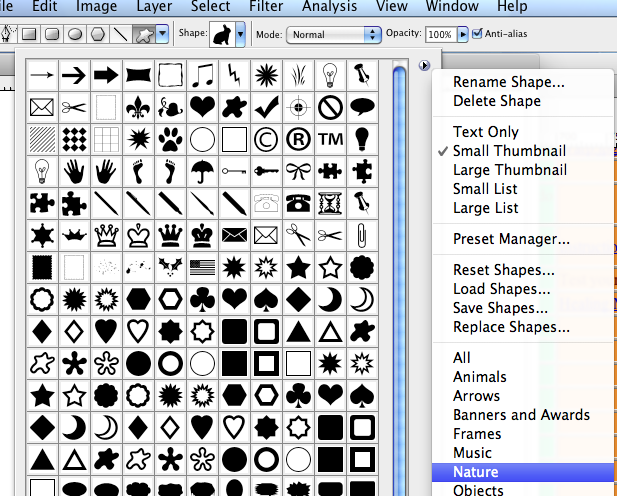 le Edit Image Layer Select Filter Analysis View Window Help
Shape: Mode: Normal Opacity: 100% Anti-alias
© ® TM
Rename Shape...
Delete Shape
Text Only
✓ Small Thumbnail
Large Thumbnail
Small List
Large List
Preset Manager...
Reset Shapes...
Load Shapes...
Save Shapes...
Replace Shapes...
All
Animals
Arrows
Banners and Awards
Frames
Music
Nature
Objects